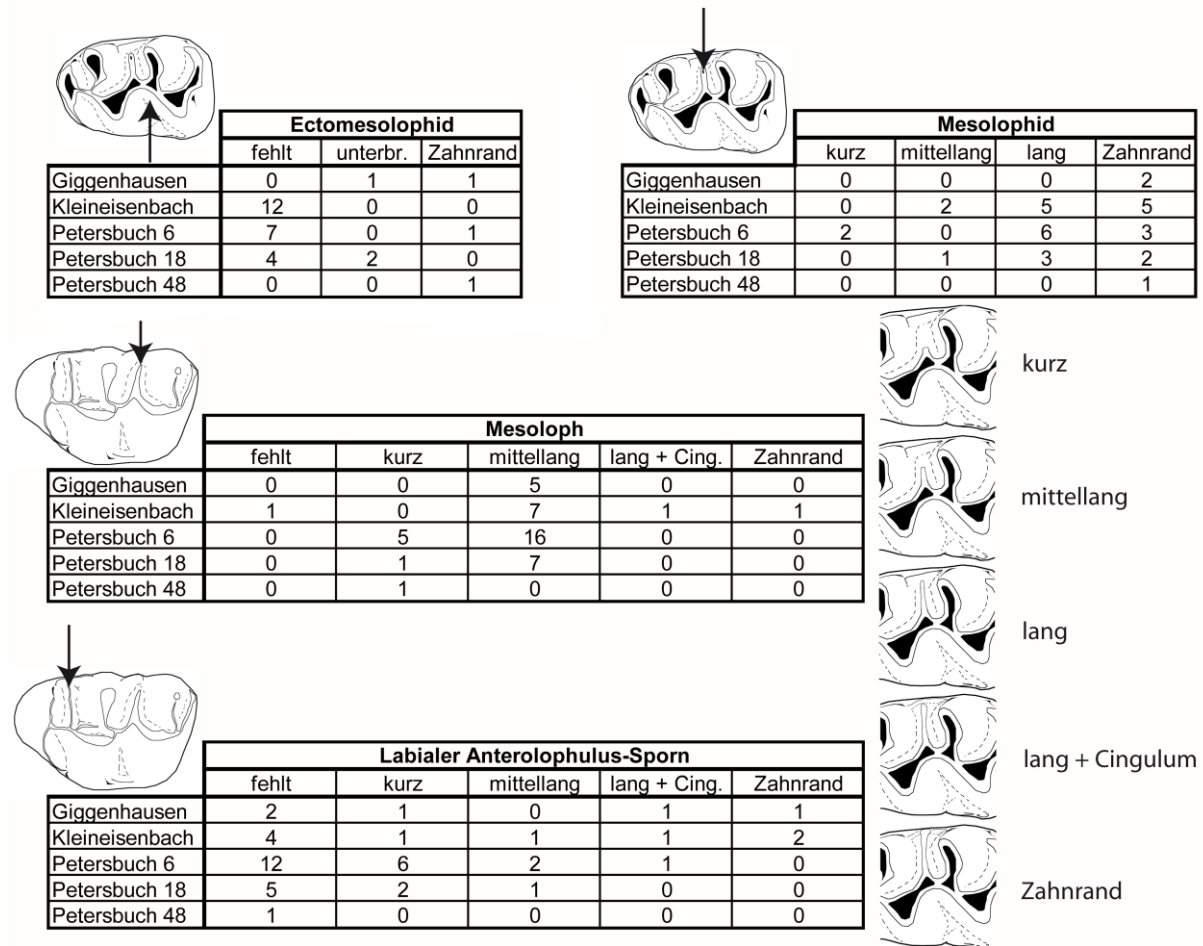 Ectomesolophid
fehlt unterbr. Zahnrand
Giggenhausen 0 1 1
Kleineisenbach 12 0 0
Petersbuch 6 7 0 1
Petersbuch 18 4 2 0
Petersbuch 48 0 0 1
Mesolophid
kurz mittellang lang Zahnrand
Giggenhausen 0 0 0 2
Kleineisenbach 0 2 5 5
Petersbuch 6 2 0 6 3
Petersbuch 18 0 1 3 2
Petersbuch 48 0 0 0 1
Mesoloph
fehlt kurz mittellang lang + Cing. Zahnrand
Giggenhausen 0 0 5 0 0
Kleineisenbach 1 0 7 1 1
Petersbuch 6 0 5 16 0 0
Petersbuch 18 0 1 7 0 0
Petersbuch 48 0 1 0 0 0
Labialer Anterolophulus-Sporn
fehlt kurz mittellang lang + Cing. Zahnrand
Giggenhausen 2 1 0 1 1
Kleineisenbach 4 1 1 1 2
Petersbuch 6 12 6 2 1 0
Petersbuch 18 5 2 1 0 0
Petersbuch 48 1 0 0 0 0
kurz
mittellang
lang
lang + Cingulum
Zahnrand